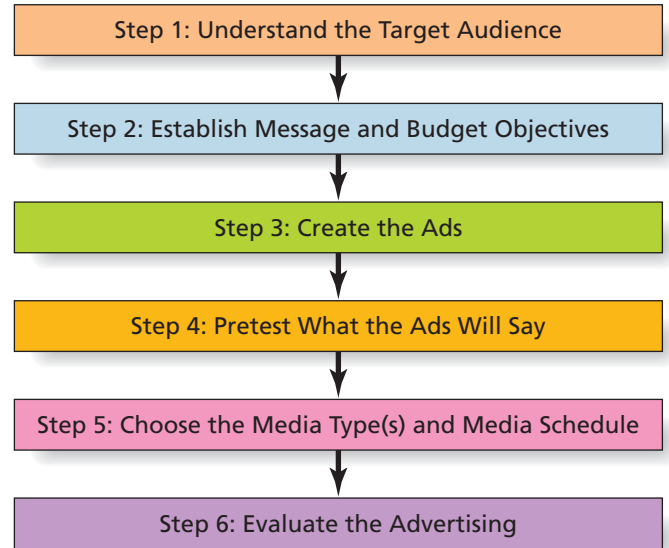 Step 1: Understand the Target Audience
Step 2: Establish Message and Budget Objectives
Step 3: Create the Ads
Step 4: Pretest What the Ads Will Say
Step 5: Choose the Media Type(s) and Media Schedule
Step 6: Evaluate the Advertising